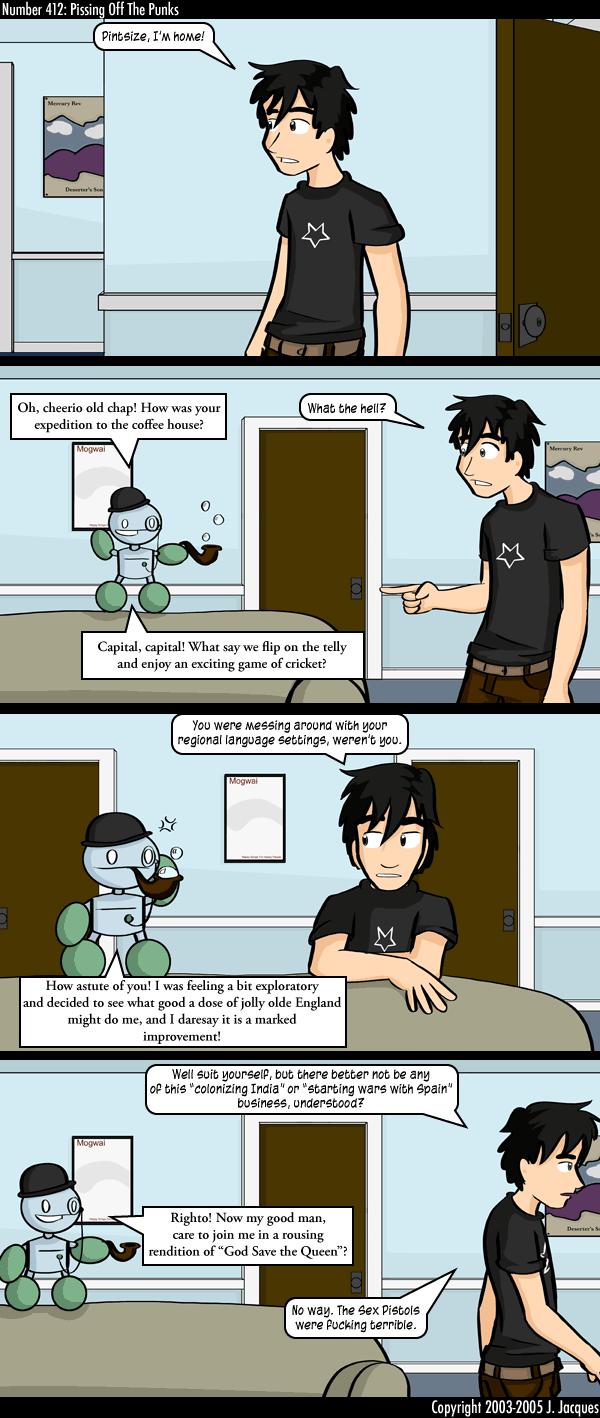 Number 412: Pissing Off The Punks
Pintsize, I'm home!
Mercury Rev
Deserter's Son
Oh, cheerio old chap! How was your
expedition to the coffee house?
What the hell?
Mogwai
Mercury Rev
Capital, capital! What say we flip on the telly
and enjoy an exciting game of cricket?
You were messing around with your
regional language settings, weren't you.
Mogwai
How astute of you! I was feeling a bit exploratory
and decided to see what good a dose of jolly olde England
might do me, and I daresay it is a marked
improvement!
Well suit yourself, but there better not be any
of this "colonizing India" or "starting wars with Spain"
business, understood?
Mogwai
Righto! Now my good man,
care to join me in a rousing
rendition of "God Save the Queen"?
Deserter's S
No way. The Sex Pistols
were fucking terrible.
Copyright 2003-2005 J. Jacques